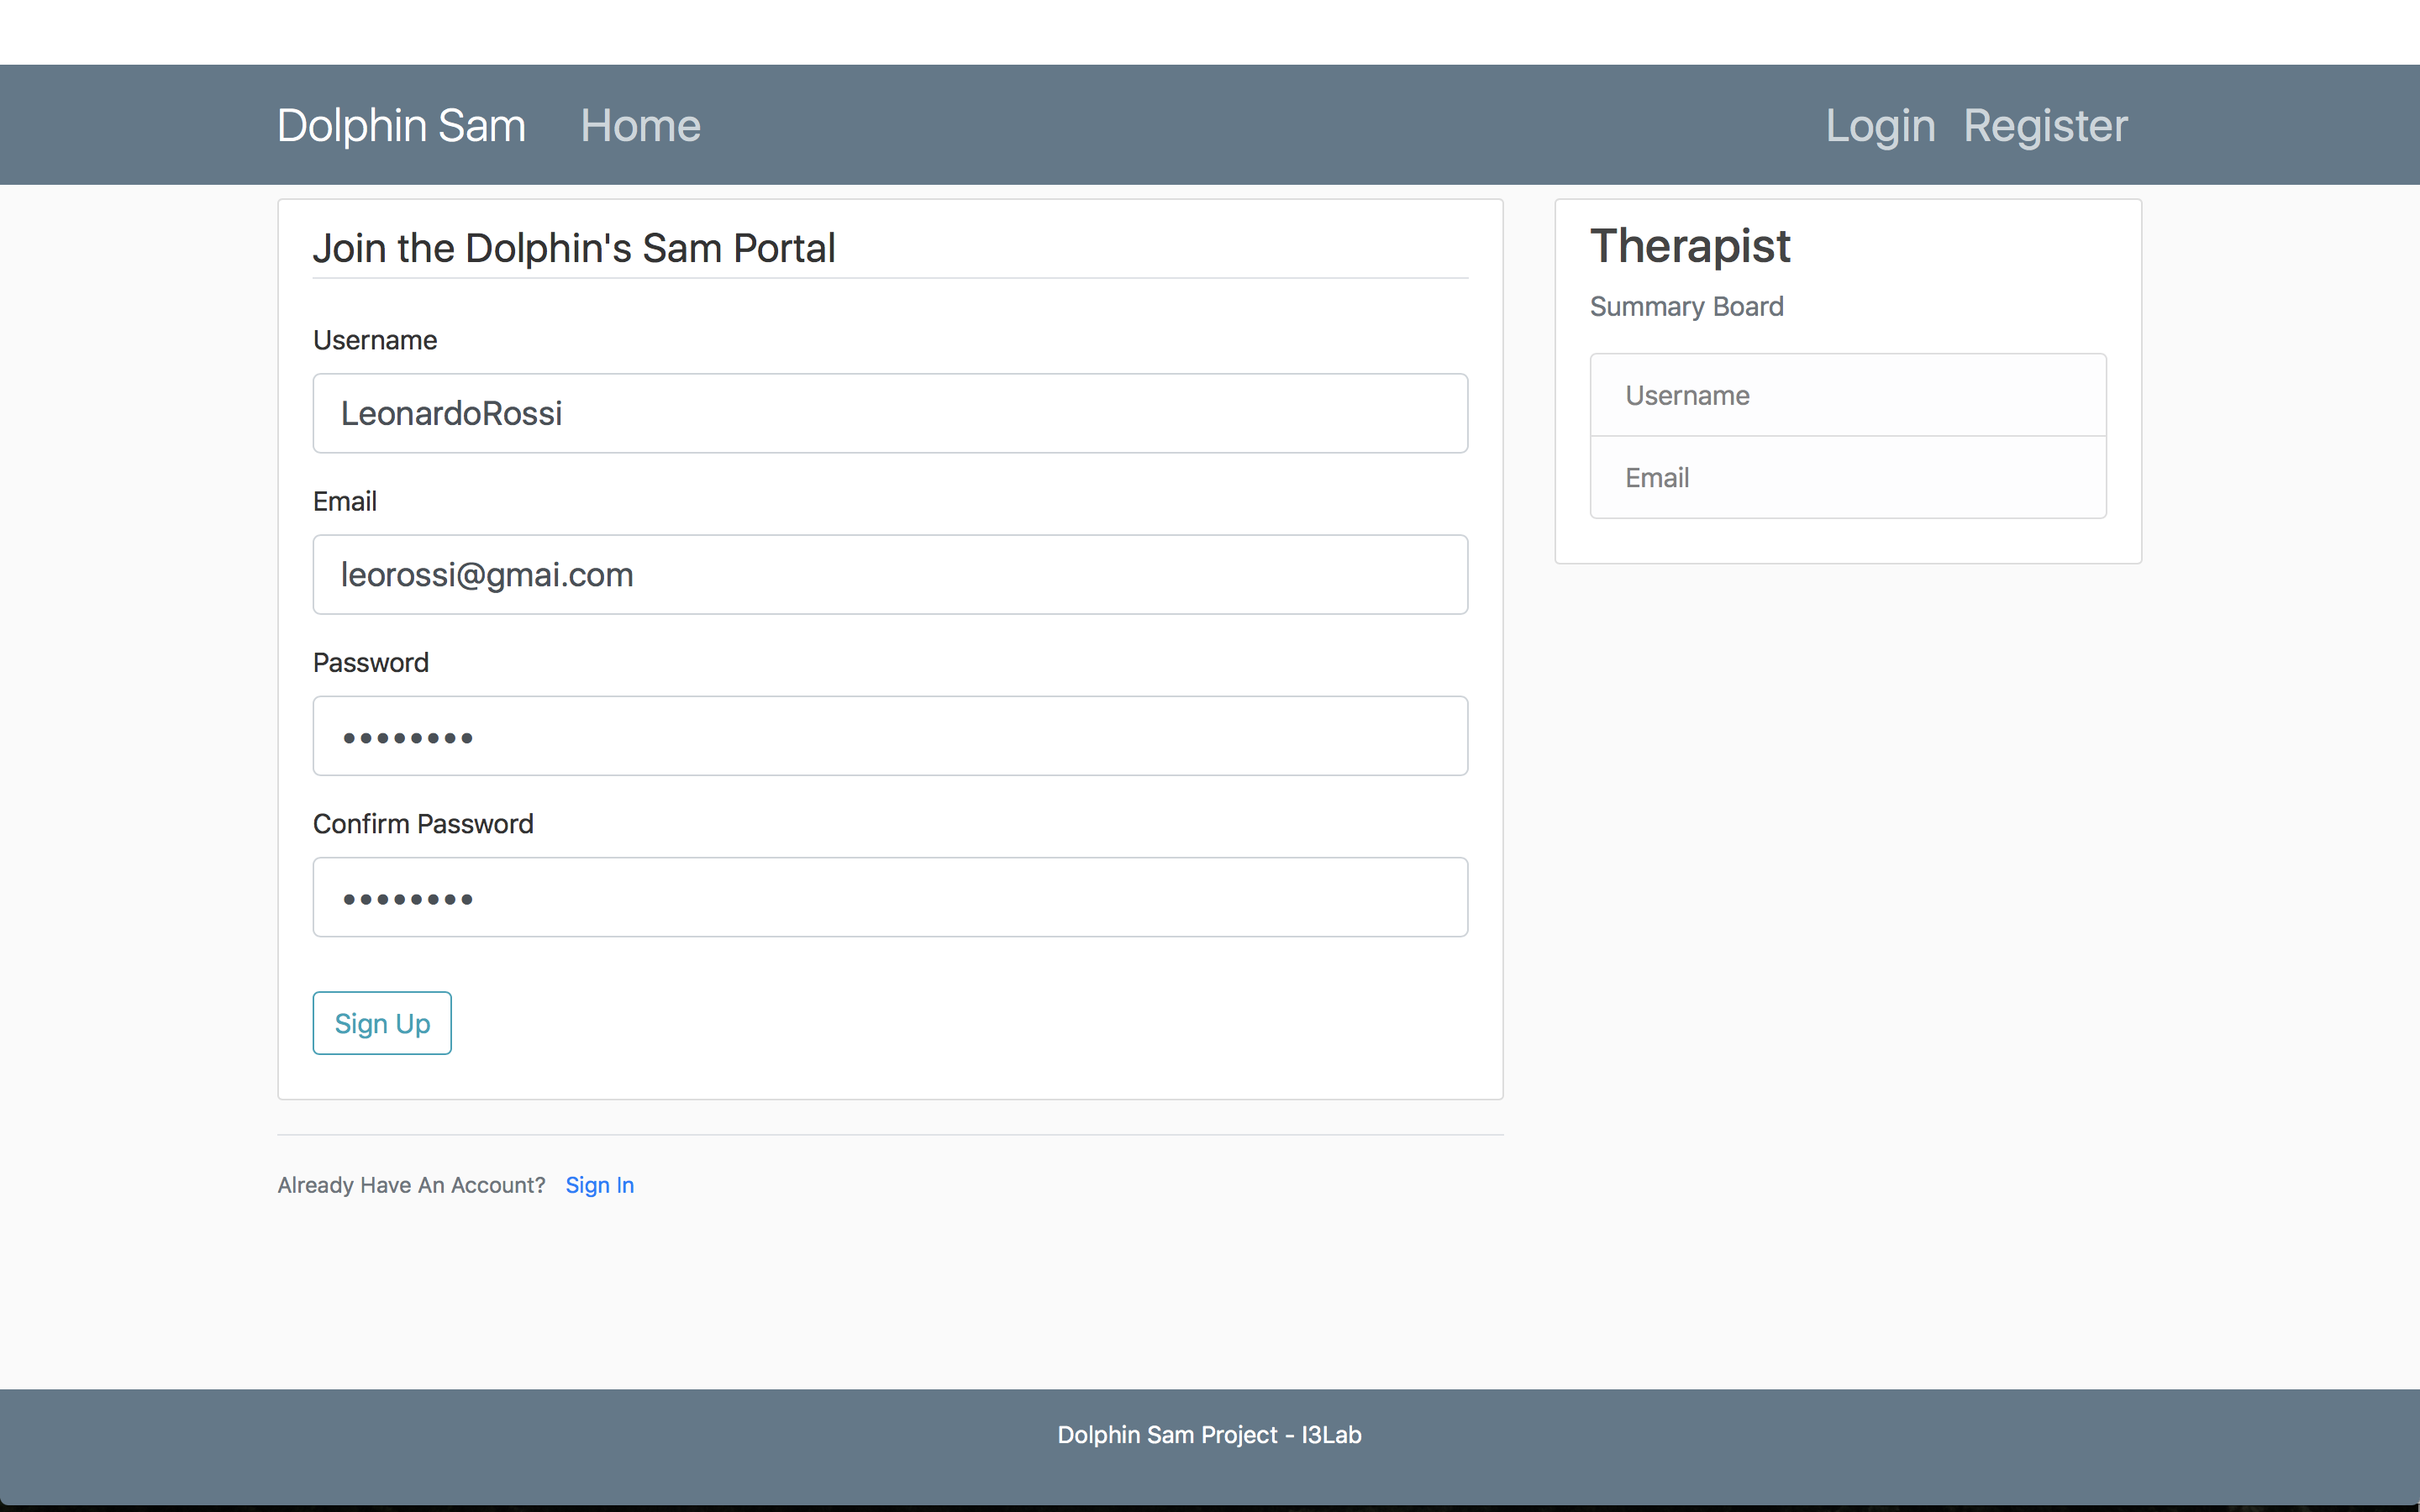 Dolphin Sam Home Login Register
Join the Dolphin's Sam Portal
Username
LeonardoRossi
Email
leorossi@gmai.com
Password
••••••••
Confirm Password
••••••••
Sign Up
Already Have An Account? Sign In
Therapist
Summary Board
Username
Email
Dolphin Sam Project - I3Lab